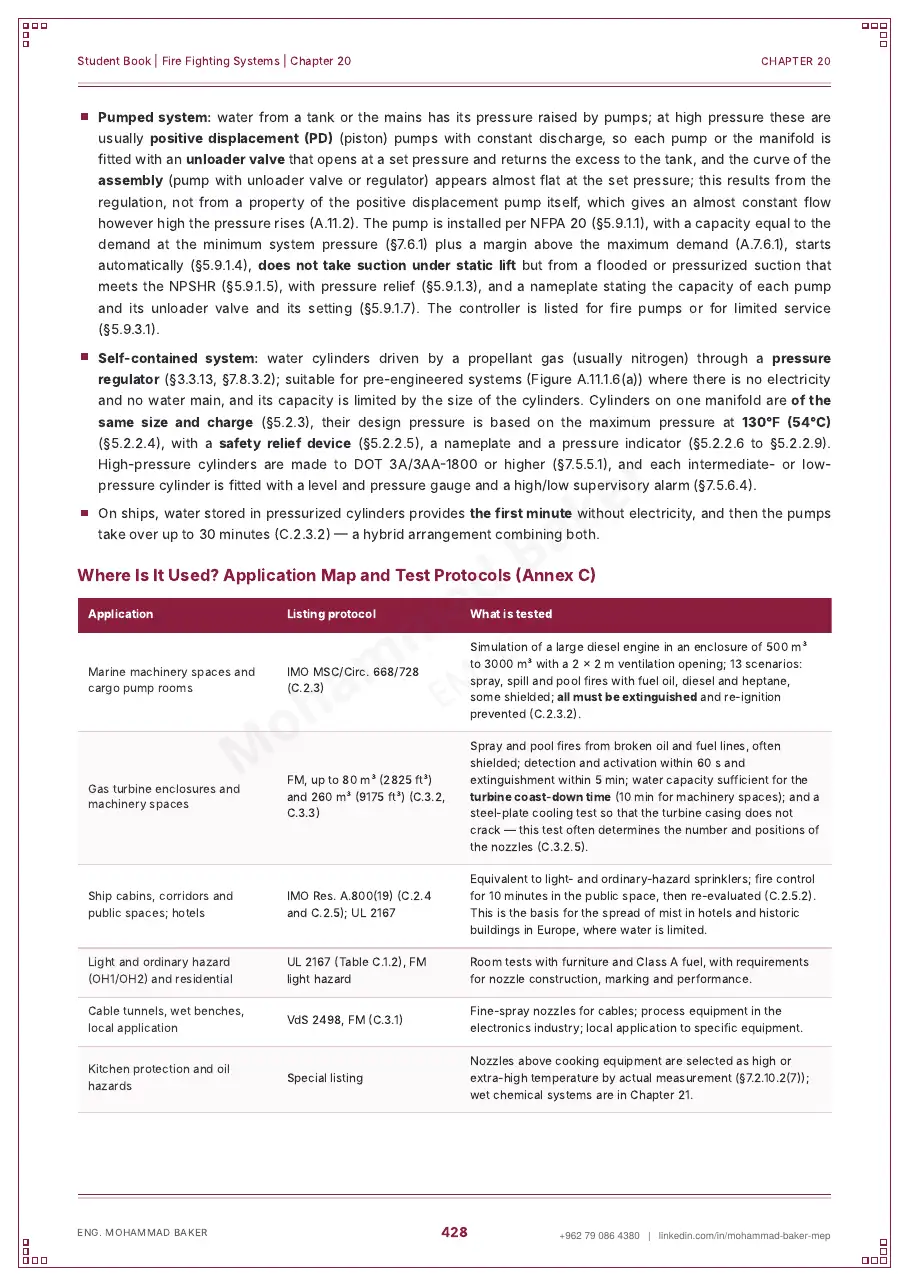 Student Book | Fire Fighting Systems | Chapter 20
CHAPTER 20
Pumped system: water from a tank or the mains has its pressure raised by pumps; at high pressure these are
usually positive displacement (PD) (piston) pumps with constant discharge, so each pump or the manifold is
fitted with an unloader valve that opens at a set pressure and returns the excess to the tank, and the curve of the
assembly (pump with unloader valve or regulator) appears almost flat at the set pressure; this results from the
regulation, not from a property of the positive displacement pump itself, which gives an almost constant flow
however high the pressure rises (A.11.2). The pump is installed per NFPA 20 (§5.9.1.1), with a capacity equal to the
demand at the minimum system pressure (§7.6.1) plus a margin above the maximum demand (A.7.6.1), starts
automatically (§5.9.1.4), does not take suction under static lift but from a flooded or pressurized suction that
meets the NPSHR (§5.9.1.5), with pressure relief (§5.9.1.3), and a nameplate stating the capacity of each pump
and its unloader valve and its setting (§5.9.1.7). The controller is listed for fire pumps or for limited service
(§5.9.3.1).
Self-contained system: water cylinders driven by a propellant gas (usually nitrogen) through a pressure
regulator (§3.3.13, §7.8.3.2); suitable for pre-engineered systems (Figure A.11.1.6(a)) where there is no electricity
and no water main, and its capacity is limited by the size of the cylinders. Cylinders on one manifold are of the
same size and charge (§5.2.3), their design pressure is based on the maximum pressure at 130°F (54°C)
(§5.2.2.4), with a safety relief device (§5.2.2.5), a nameplate and a pressure indicator (§5.2.2.6 to §5.2.2.9).
High-pressure cylinders are made to DOT 3A/3AA-1800 or higher (§7.5.5.1), and each intermediate- or low-
pressure cylinder is fitted with a level and pressure gauge and a high/low supervisory alarm (§7.5.6.4).
On ships, water stored in pressurized cylinders provides the first minute without electricity, and then the pumps
take over up to 30 minutes (C.2.3.2) — a hybrid arrangement combining both.
Where Is It Used? Application Map and Test Protocols (Annex C)
Application
Listing protocol
What is tested
Marine machinery spaces and
cargo pump rooms
IMO MSC/Circ. 668/728
(C.2.3)
Simulation of a large diesel engine in an enclosure of 500 m³
to 3000 m³ with a 2 × 2 m ventilation opening; 13 scenarios:
spray, spill and pool fires with fuel oil, diesel and heptane,
some shielded; all must be extinguished and re-ignition
prevented (C.2.3.2).
Gas turbine enclosures and
machinery spaces
FM, up to 80 m³ (2825 ft³)
and 260 m³ (9175 ft³) (C.3.2,
C.3.3)
Spray and pool fires from broken oil and fuel lines, often
shielded; detection and activation within 60 s and
extinguishment within 5 min; water capacity sufficient for the
turbine coast-down time (10 min for machinery spaces); and a
steel-plate cooling test so that the turbine casing does not
crack — this test often determines the number and positions of
the nozzles (C.3.2.5).
Ship cabins, corridors and
public spaces; hotels
IMO Res. A.800(19) (C.2.4
and C.2.5); UL 2167
Equivalent to light- and ordinary-hazard sprinklers; fire control
for 10 minutes in the public space, then re-evaluated (C.2.5.2).
This is the basis for the spread of mist in hotels and historic
buildings in Europe, where water is limited.
Light and ordinary hazard
(OH1/OH2) and residential
UL 2167 (Table C.1.2), FM
light hazard
Room tests with furniture and Class A fuel, with requirements
for nozzle construction, marking and performance.
Cable tunnels, wet benches,
local application
VdS 2498, FM (C.3.1)
Fine-spray nozzles for cables; process equipment in the
electronics industry; local application to specific equipment.
Kitchen protection and oil
hazards
Special listing
Nozzles above cooking equipment are selected as high or
extra-high temperature by actual measurement (§7.2.10.2(7));
wet chemical systems are in Chapter 21.
Mohammad Baker
ENG. MOHAMMAD BAKER
428
+962 79 086 4380 | linkedin.com/in/mohammad-baker-mep